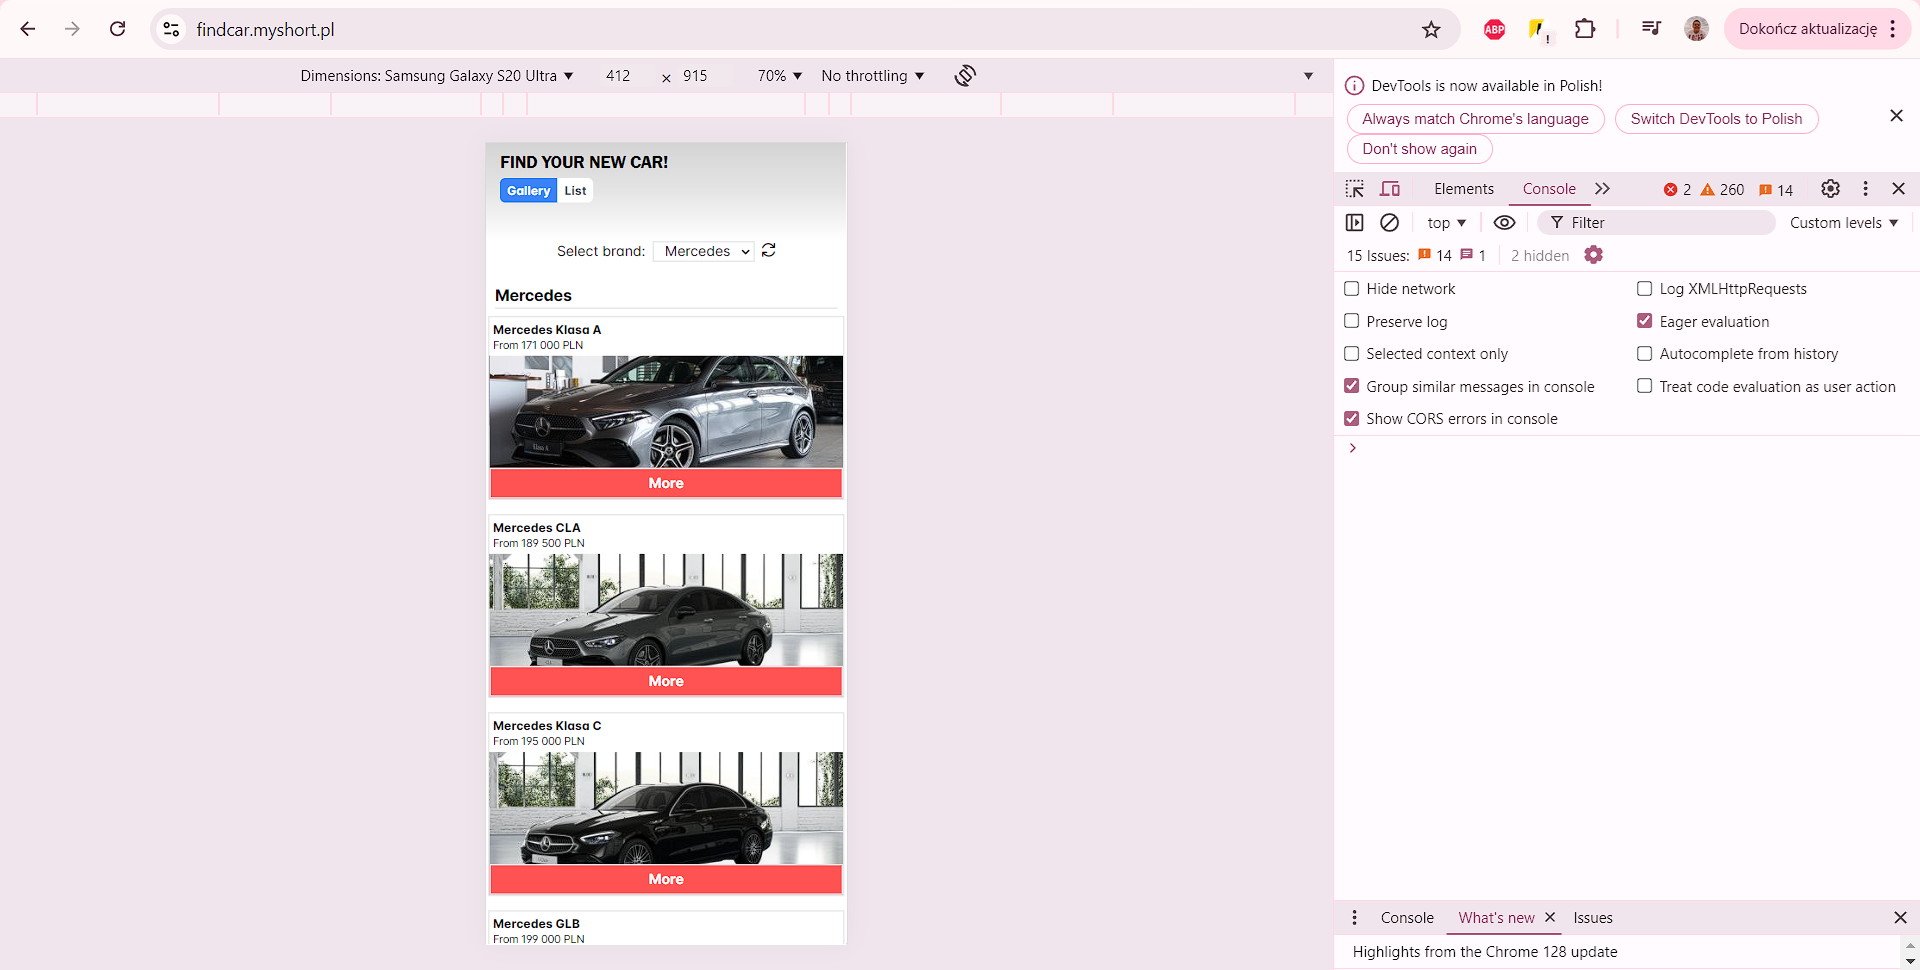 findcar.myshort.pl
ABP
Dokończ aktualizację
Dimensions: Samsung Galaxy S20 Ultra 412 × 915 70% No throttling
FIND YOUR NEW CAR!
Gallery List
Select brand: Mercedes
Mercedes
Mercedes Klasa A
From 171 000 PLN
More
Mercedes CLA
From 189 500 PLN
More
Mercedes Klasa C
From 195 000 PLN
More
Mercedes GLB
From 199 000 PLN
DevTools is now available in Polish!
Always match Chrome's language Switch DevTools to Polish
Don't show again
Elements Console 2 260 14
top Filter Custom levels
15 Issues: 14 1 2 hidden
Hide network Log XMLHttpRequests
Preserve log Eager evaluation
Selected context only Autocomplete from history
Group similar messages in console Treat code evaluation as user action
Show CORS errors in console
Console What's new Issues
Highlights from the Chrome 128 update